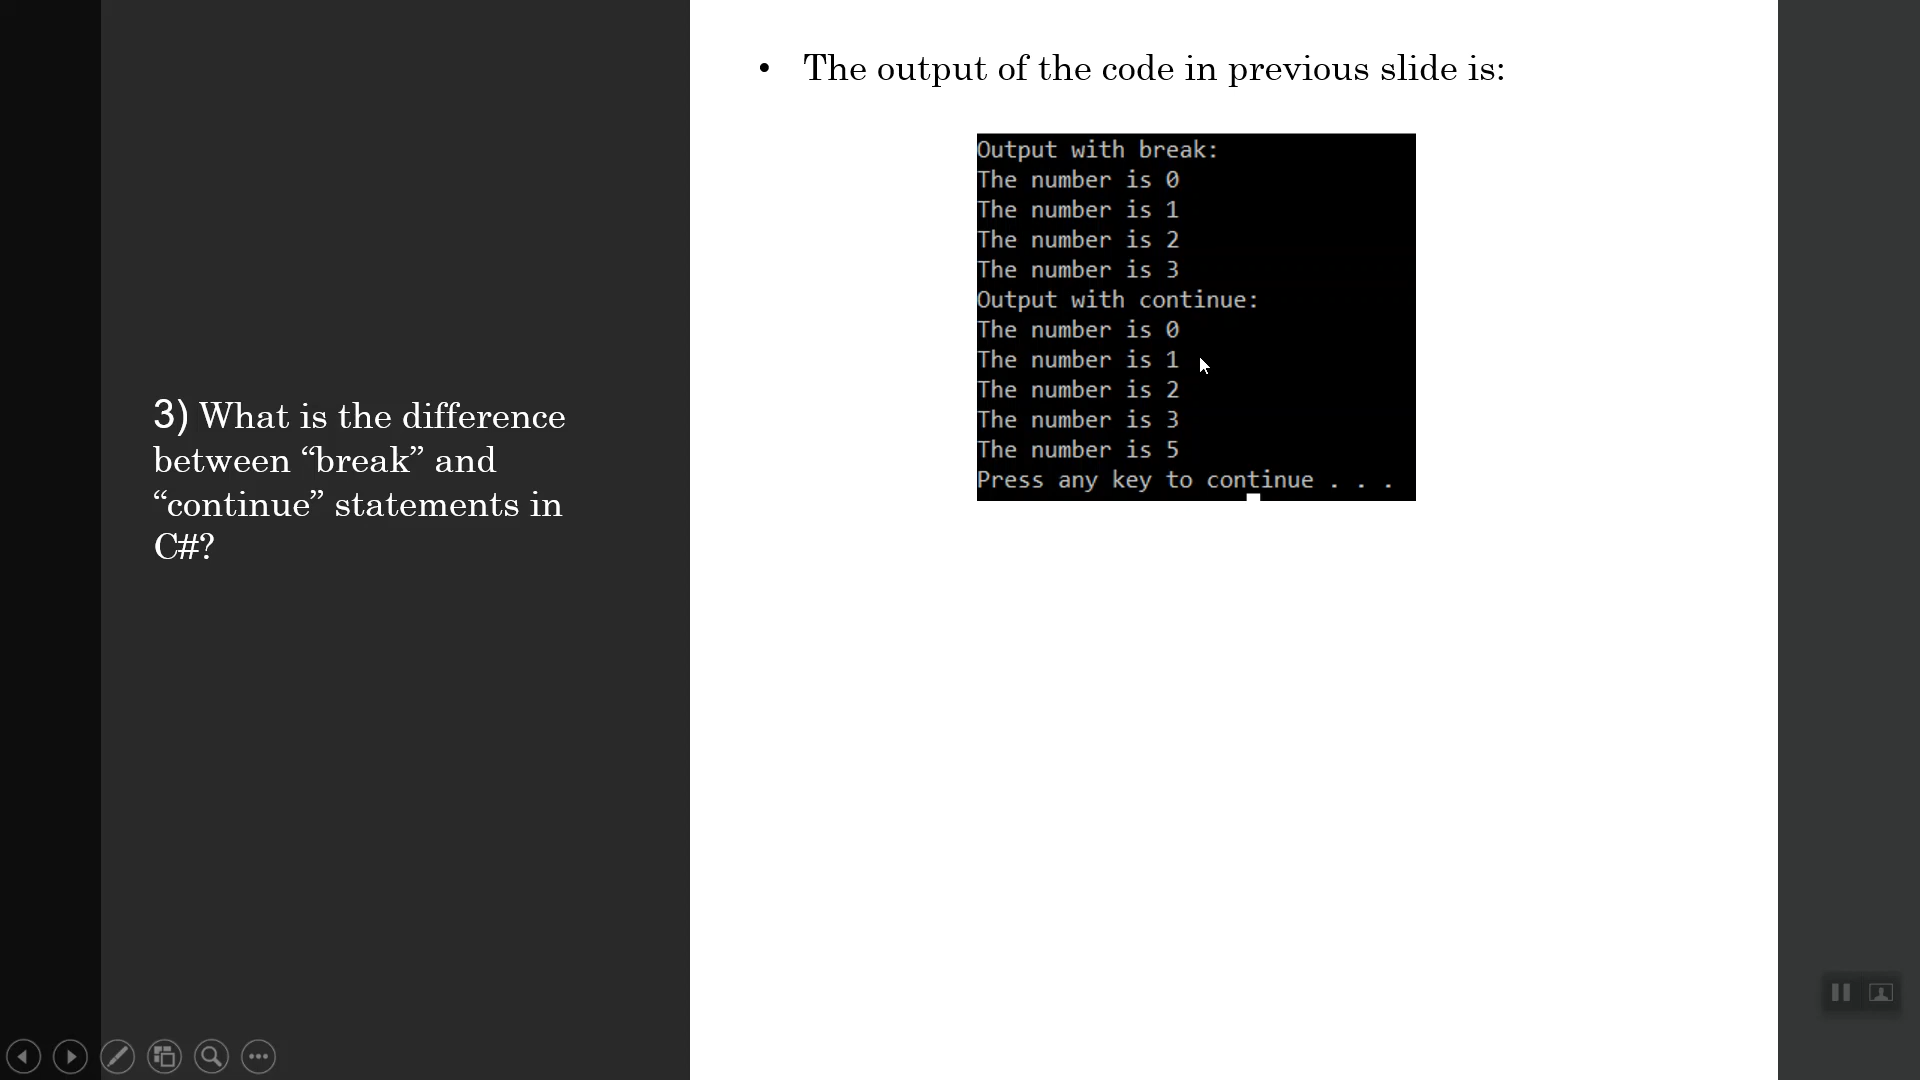 3) What is the difference
between “break” and
“continue” statements in
C#?
• The output of the code in previous slide is:
Output with break:
The number is 0
The number is 1
The number is 2
The number is 3
Output with continue:
The number is 0
The number is 1
The number is 2
The number is 3
The number is 5
Press any key to continue . . .